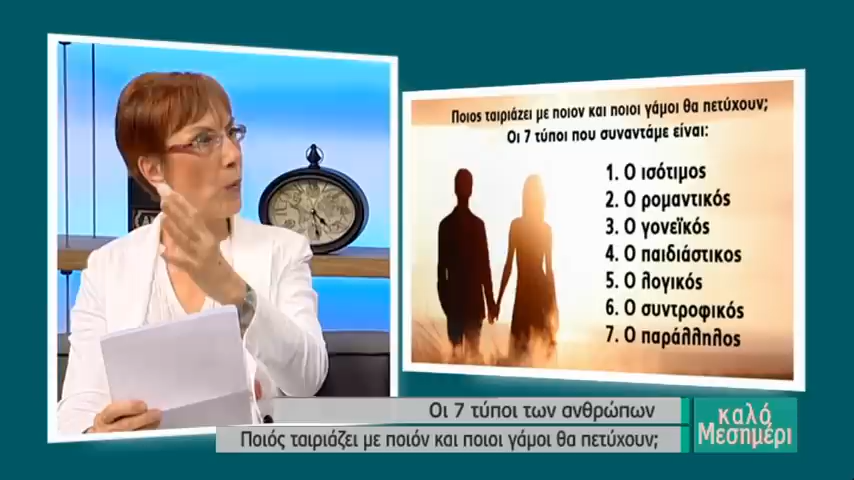 Ποιος ταιριάζει με ποιον και ποιοι γάμοι θα πετύχουν;
Οι 7 τύποι που συναντάμε είναι:
1. Ο ισότιμος
2. Ο ρομαντικός
3. Ο γονεϊκός
4. Ο παιδιάστικος
5. Ο λογικός
6. Ο συντροφικός
7. Ο παράλληλος
Οι 7 τύποι των ανθρώπων
Ποιός ταιριάζει με ποιόν και ποιοι γάμοι θα πετύχουν;
καλό
Μεσημέρι